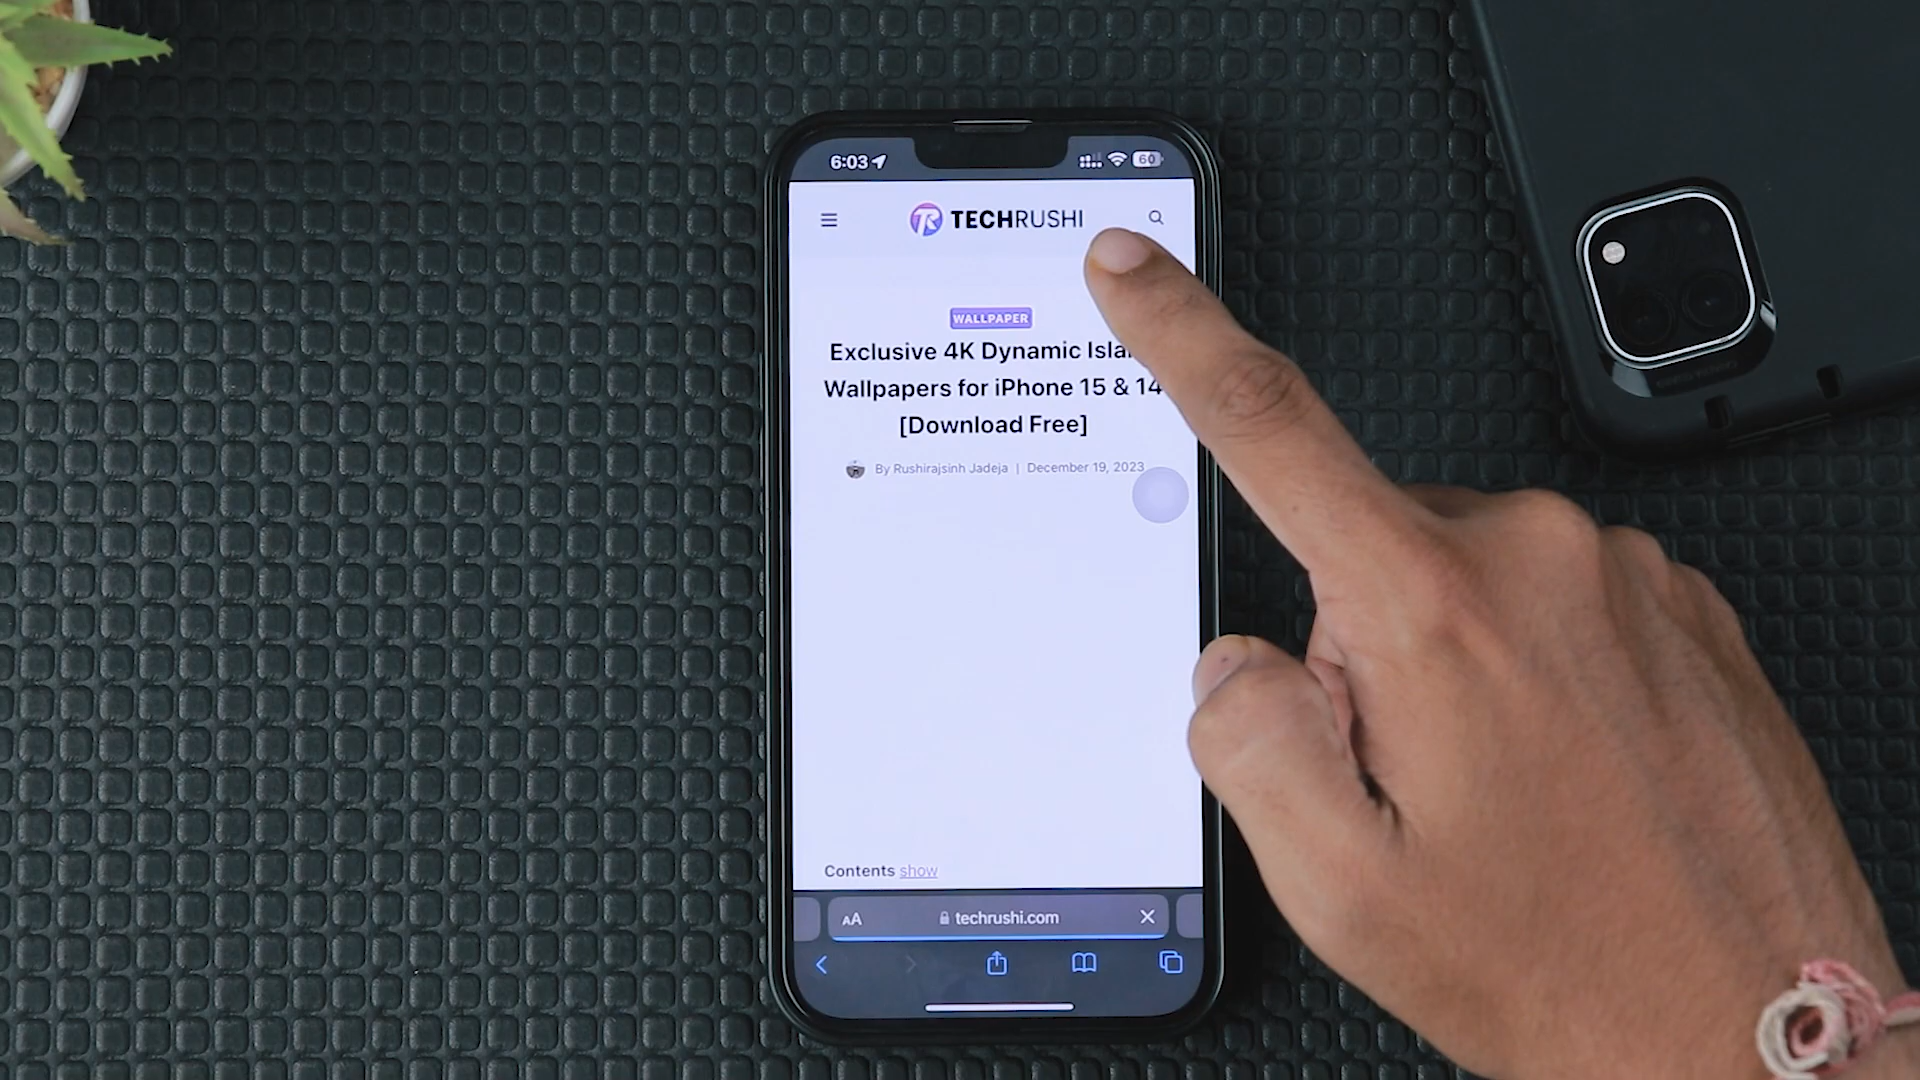 6:03
60
TECHRUSHI
WALLPAPER
Exclusive 4K Dynamic Isla
Wallpapers for iPhone 15 & 14
[Download Free]
By Rushirajsinh Jadeja | December 19, 2023
Contents show
AA techrushi.com